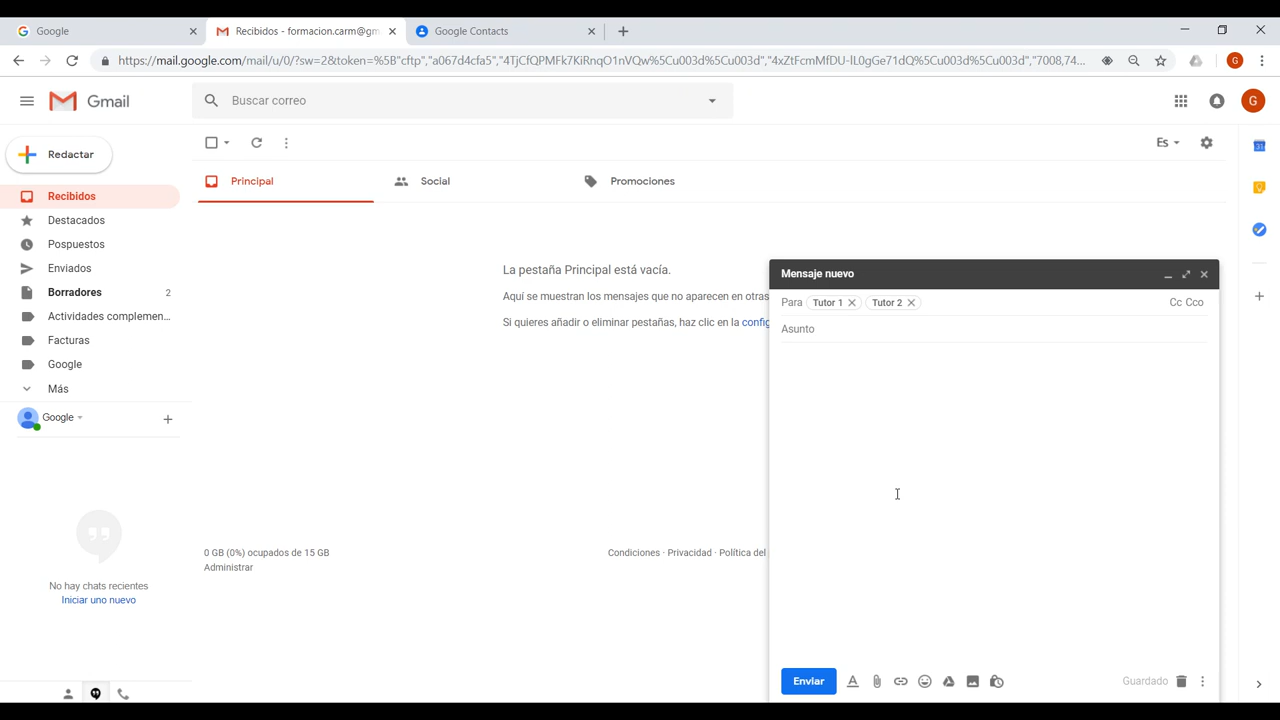 Google
Recibidos - formacion.carm@gm
Google Contacts
https://mail.google.com/mail/u/0/?sw=2&token=%5B"cftp","a067d4cfa5","4TjCfQPMFk7KiRnqO1nVQw%5Cu003d%5Cu003d","4xZtFcmMfDU-lL0gGe71dQ%5Cu003d%5Cu003d","7008,74...
G
Gmail
Buscar correo
G
Redactar
Es
Recibidos
Destacados
Pospuestos
Enviados
Borradores 2
Actividades complemen...
Facturas
Google
Más
Google
Principal
Social
Promociones
La pestaña Principal está vacía.
Aquí se muestran los mensajes que no aparecen en otras
Si quieres añadir o eliminar pestañas, haz clic en la config
Mensaje nuevo
Para Tutor 1 Tutor 2 Cc Cco
Asunto
0 GB (0%) ocupados de 15 GB
Administrar
Condiciones · Privacidad · Política del
No hay chats recientes
Iniciar uno nuevo
Enviar
Guardado
31